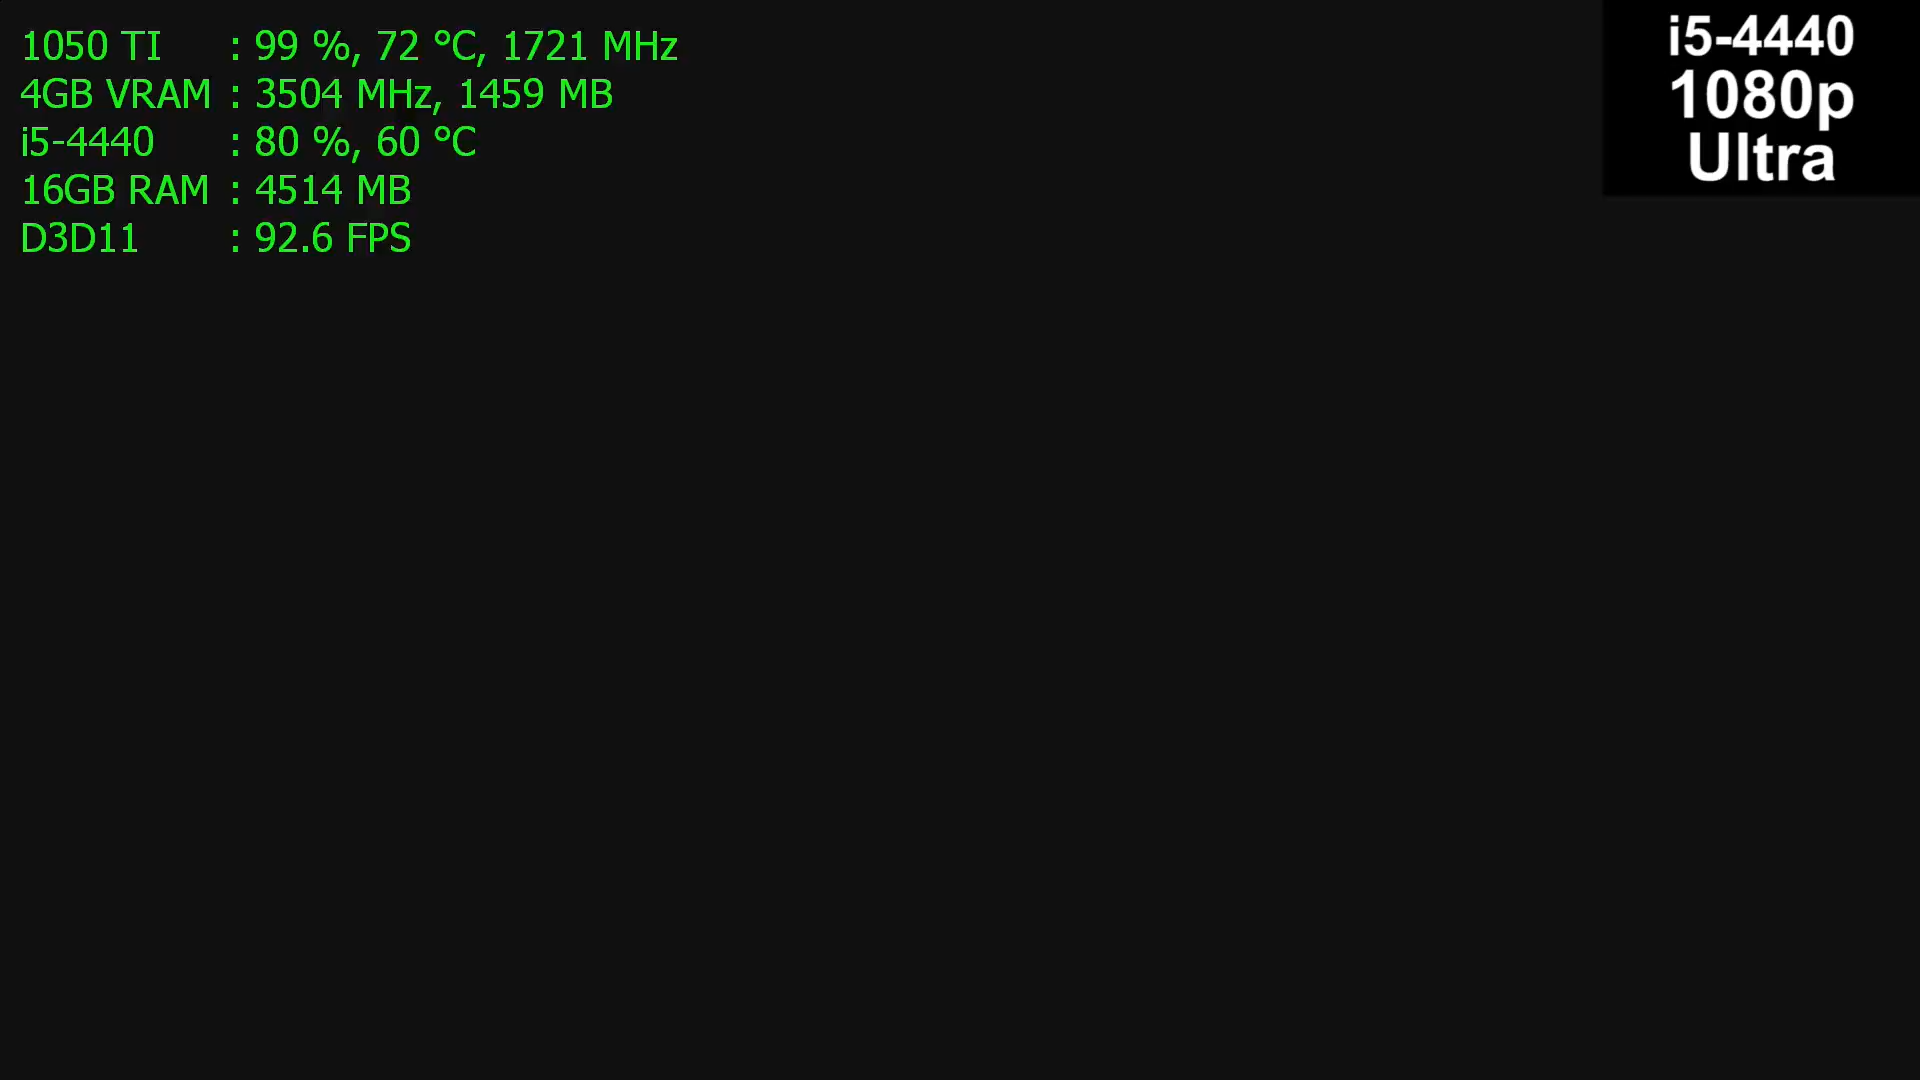 1050 TI : 99 %, 72 °C, 1721 MHz
4GB VRAM : 3504 MHz, 1459 MB
i5-4440 : 80 %, 60 °C
16GB RAM : 4514 MB
D3D11 : 92.6 FPS
i5-4440
1080p
Ultra